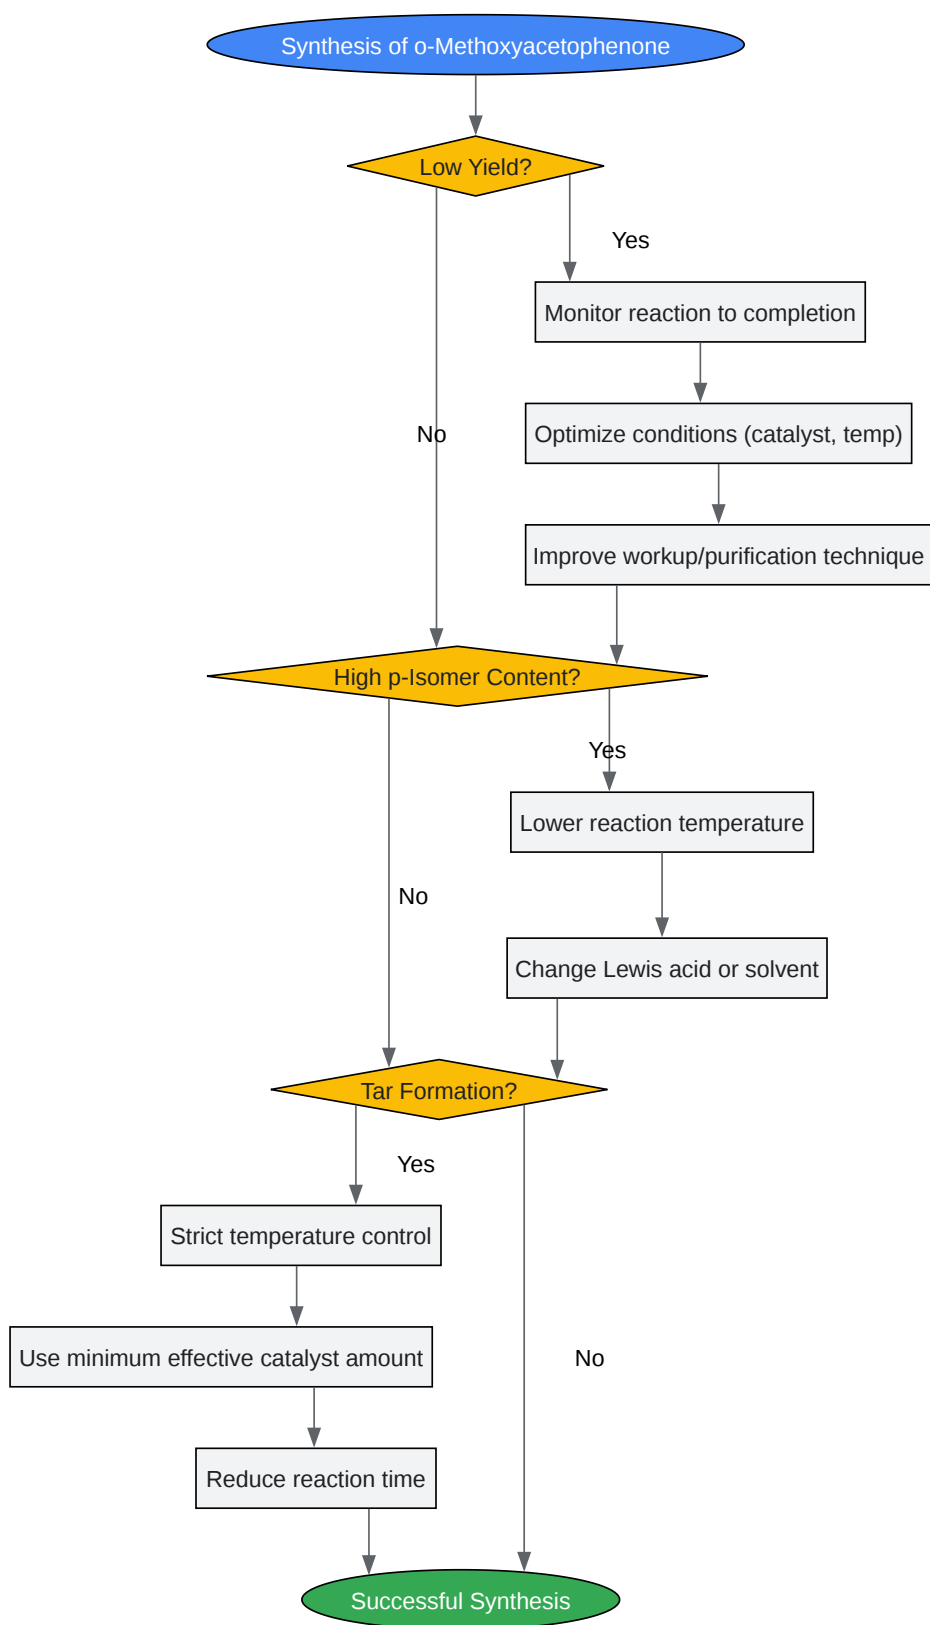 Synthesis of o-Methoxyacetophenone
Low Yield?
Yes
Monitor reaction to completion
No
Optimize conditions (catalyst, temp)
Improve workup/purification technique
High p-Isomer Content?
Yes
Lower reaction temperature
No
Change Lewis acid or solvent
Tar Formation?
Yes
Strict temperature control
Use minimum effective catalyst amount
No
Reduce reaction time
Successful Synthesis